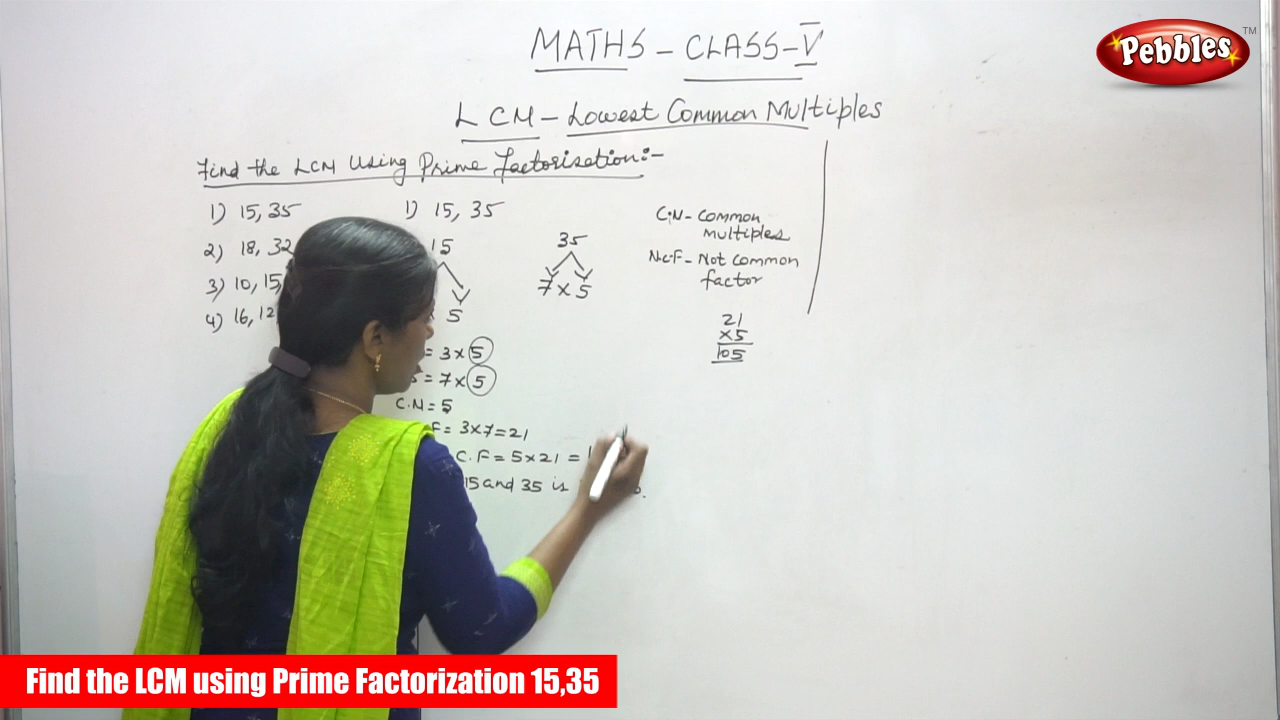 MATHS – CLASS – V
Pebbles™
LCM – Lowest Common Multiples
Find the LCM Using Prime Factorisation:-
1) 15, 35
2) 18, 32
3) 10, 15,
4) 16, 12
1) 15, 35
15
5
35
7 × 5
= 3 × 5
= 7 × 5
C.N = 5
F = 3×7 = 21
C.F = 5×21 =
15 and 35 is
C.N – Common
multiples
N.C.F – Not common
factor
21
×5
105
Find the LCM using Prime Factorization 15,35